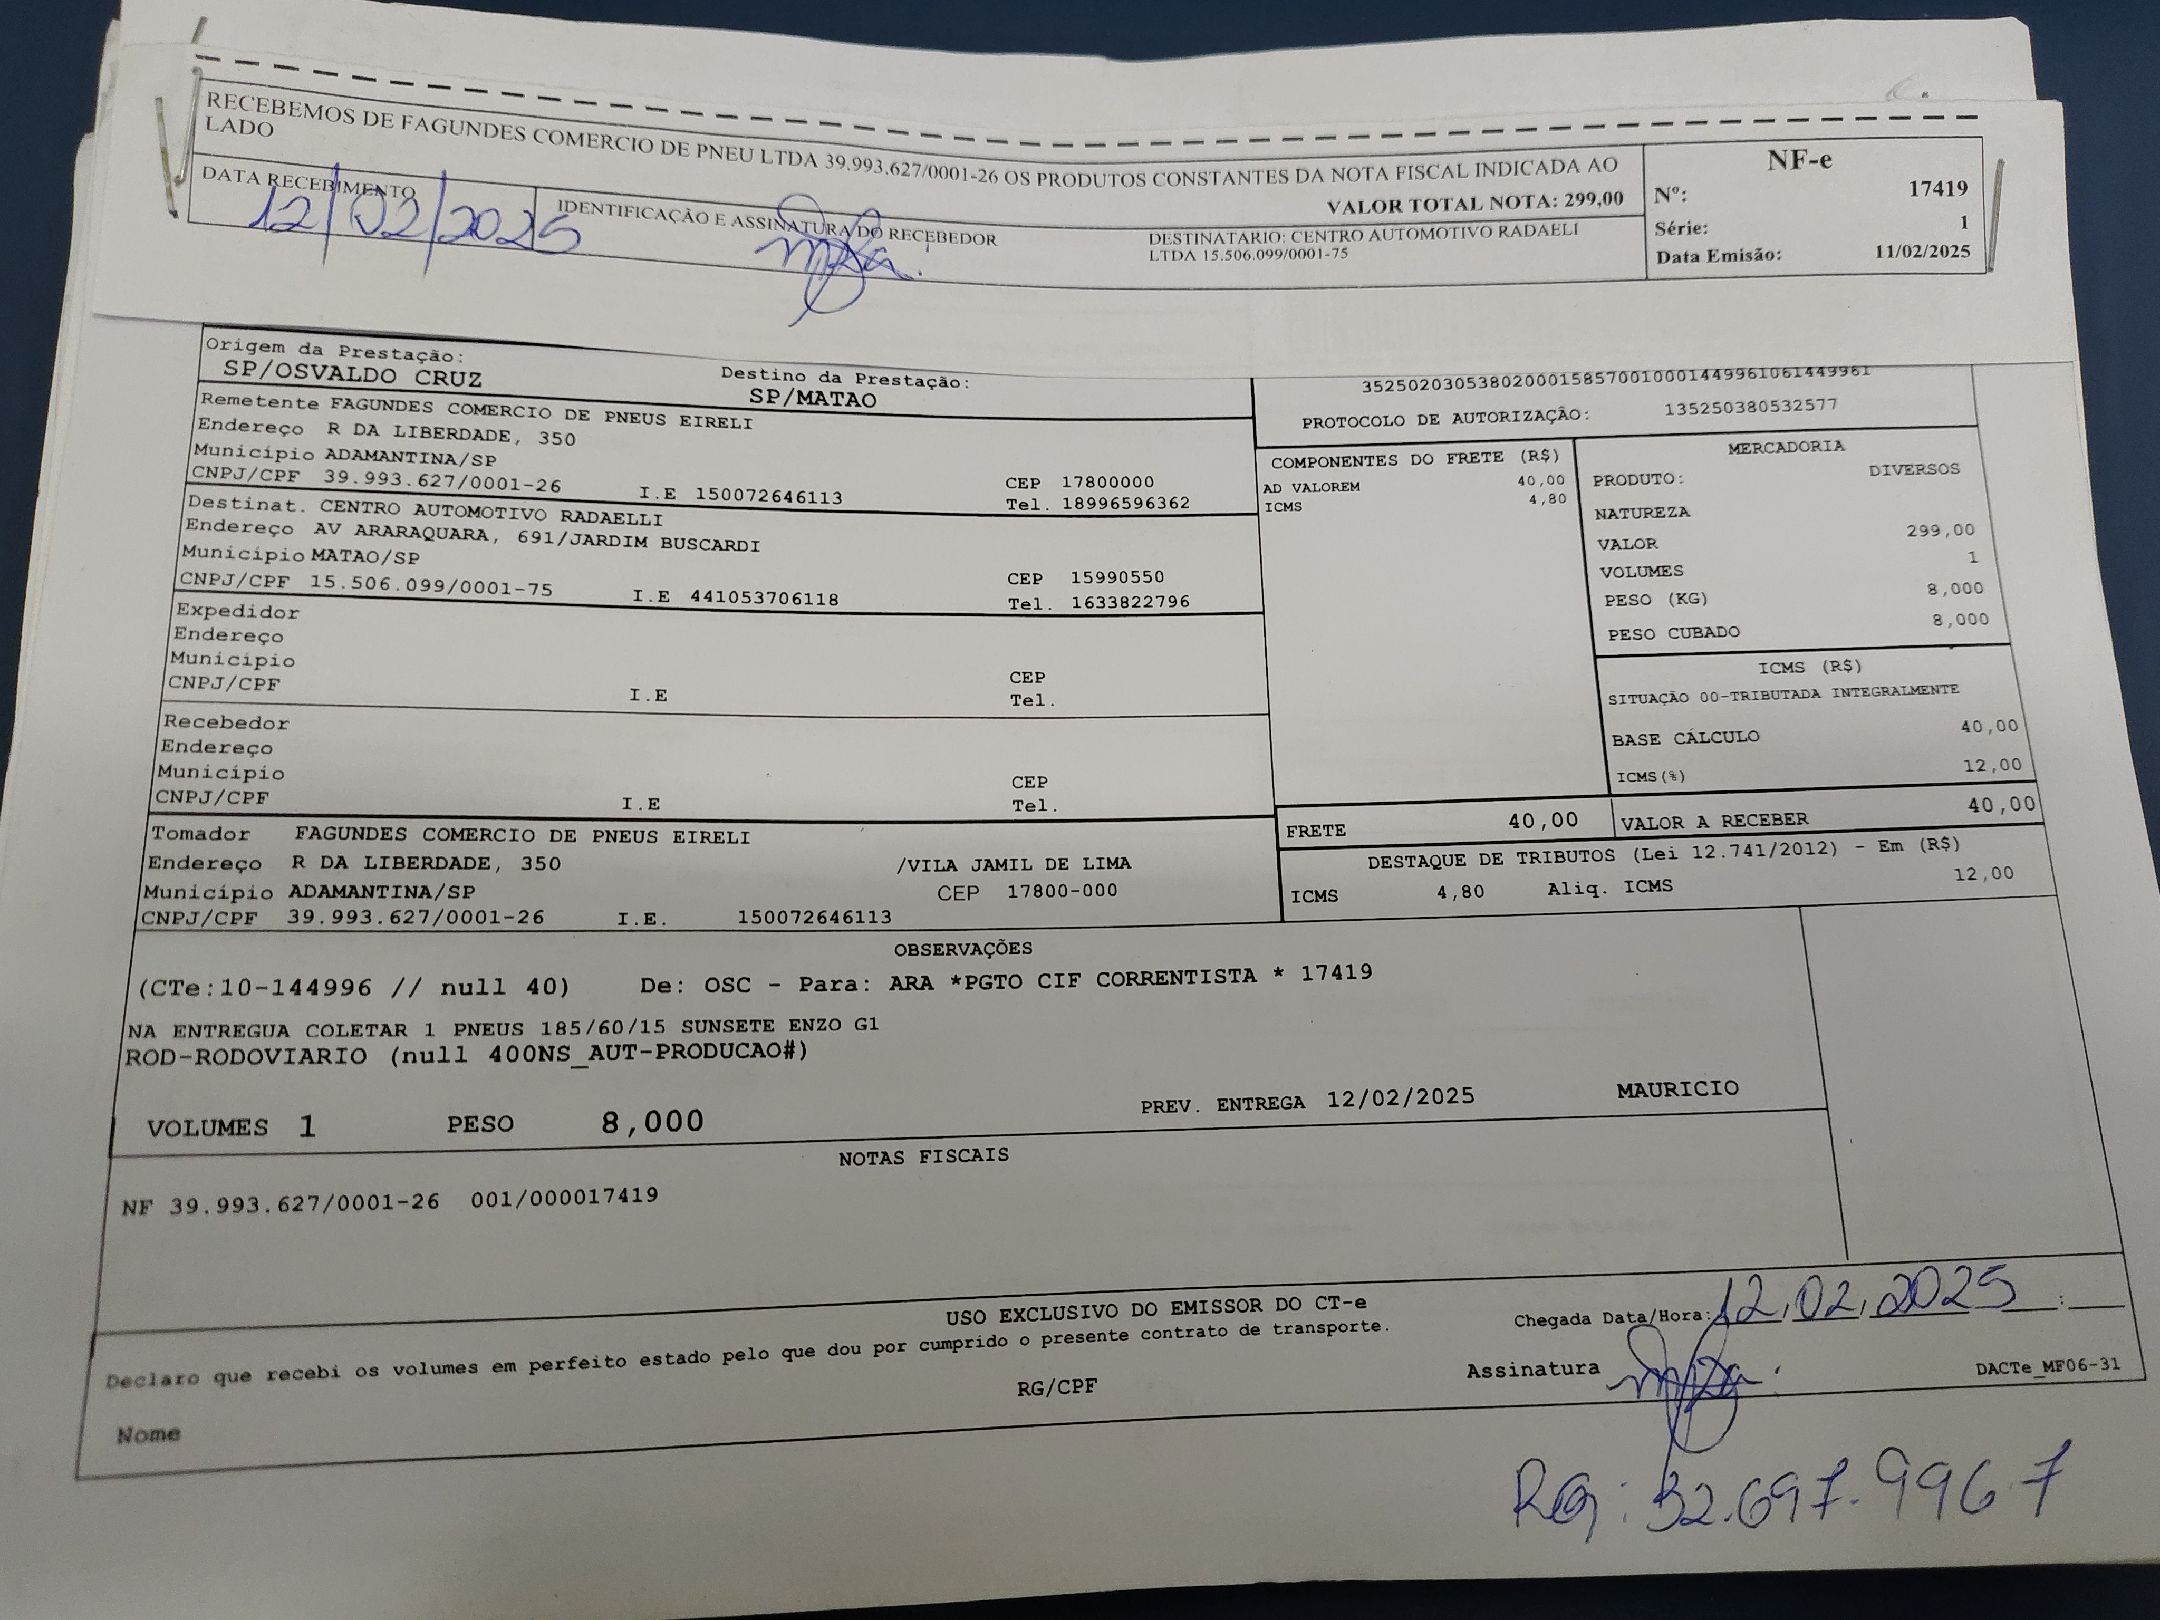 RECEBEMOS DE FAGUNDES COMERCIO DE PNEU LTDA 39.993.627/0001-26 OS PRODUTOS CONSTANTES DA NOTA FISCAL INDICADA AO
LADO
VALOR TOTAL NOTA: 299,00
DATA RECEBIMENTO
12/02/2025
IDENTIFICAÇÃO E ASSINATURA DO RECEBEDOR
DESTINATARIO: CENTRO AUTOMOTIVO RADAELI
LTDA 15.506.099/0001-75
NF-e
Nº: 17419
Série: 1
Data Emissão: 11/02/2025
Origem da Prestação:
SP/OSVALDO CRUZ
Destino da Prestação:
SP/MATAO
Remetente FAGUNDES COMERCIO DE PNEUS EIRELI
Endereço R DA LIBERDADE, 350
Município ADAMANTINA/SP
CEP 17800000
CNPJ/CPF 39.993.627/0001-26 I.E 150072646113 Tel. 18996596362
Destinat. CENTRO AUTOMOTIVO RADAELLI
Endereço AV ARARAQUARA, 691/JARDIM BUSCARDI
Município MATAO/SP
CEP 15990550
CNPJ/CPF 15.506.099/0001-75 I.E 441053706118 Tel. 1633822796
Expedidor
Endereço
Município
CEP
CNPJ/CPF I.E Tel.
Recebedor
Endereço
Município
CEP
CNPJ/CPF I.E Tel.
Tomador FAGUNDES COMERCIO DE PNEUS EIRELI
Endereço R DA LIBERDADE, 350 /VILA JAMIL DE LIMA
Município ADAMANTINA/SP CEP 17800-000
CNPJ/CPF 39.993.627/0001-26 I.E. 150072646113
PROTOCOLO DE AUTORIZAÇÃO: 135250380532577
COMPONENTES DO FRETE (R$)
AD VALOREM 40,00
ICMS 4,80
MERCADORIA
PRODUTO: DIVERSOS
NATUREZA
VALOR 299,00
VOLUMES 1
PESO (KG) 8,000
PESO CUBADO 8,000
ICMS (R$)
SITUAÇÃO 00-TRIBUTADA INTEGRALMENTE
BASE CÁLCULO 40,00
ICMS(%) 12,00
FRETE 40,00 VALOR A RECEBER 40,00
DESTAQUE DE TRIBUTOS (Lei 12.741/2012) - Em (R$)
ICMS 4,80 Aliq. ICMS 12,00
OBSERVAÇÕES
(CTe:10-144996 // null 40) De: OSC - Para: ARA *PGTO CIF CORRENTISTA * 17419
NA ENTREGUA COLETAR 1 PNEUS 185/60/15 SUNSETE ENZO G1
ROD-RODOVIARIO (null 400NS_AUT-PRODUCAO#)
VOLUMES 1 PESO 8,000 PREV. ENTREGA 12/02/2025 MAURICIO
NOTAS FISCAIS
NF 39.993.627/0001-26 001/000017419
USO EXCLUSIVO DO EMISSOR DO CT-e
Declaro que recebi os volumes em perfeito estado pelo que dou por cumprido o presente contrato de transporte.
Chegada Data/Hora: 12.02.2025 :
Nome RG/CPF Assinatura
DACTe_MF06-31
RG: 32.697.996 7